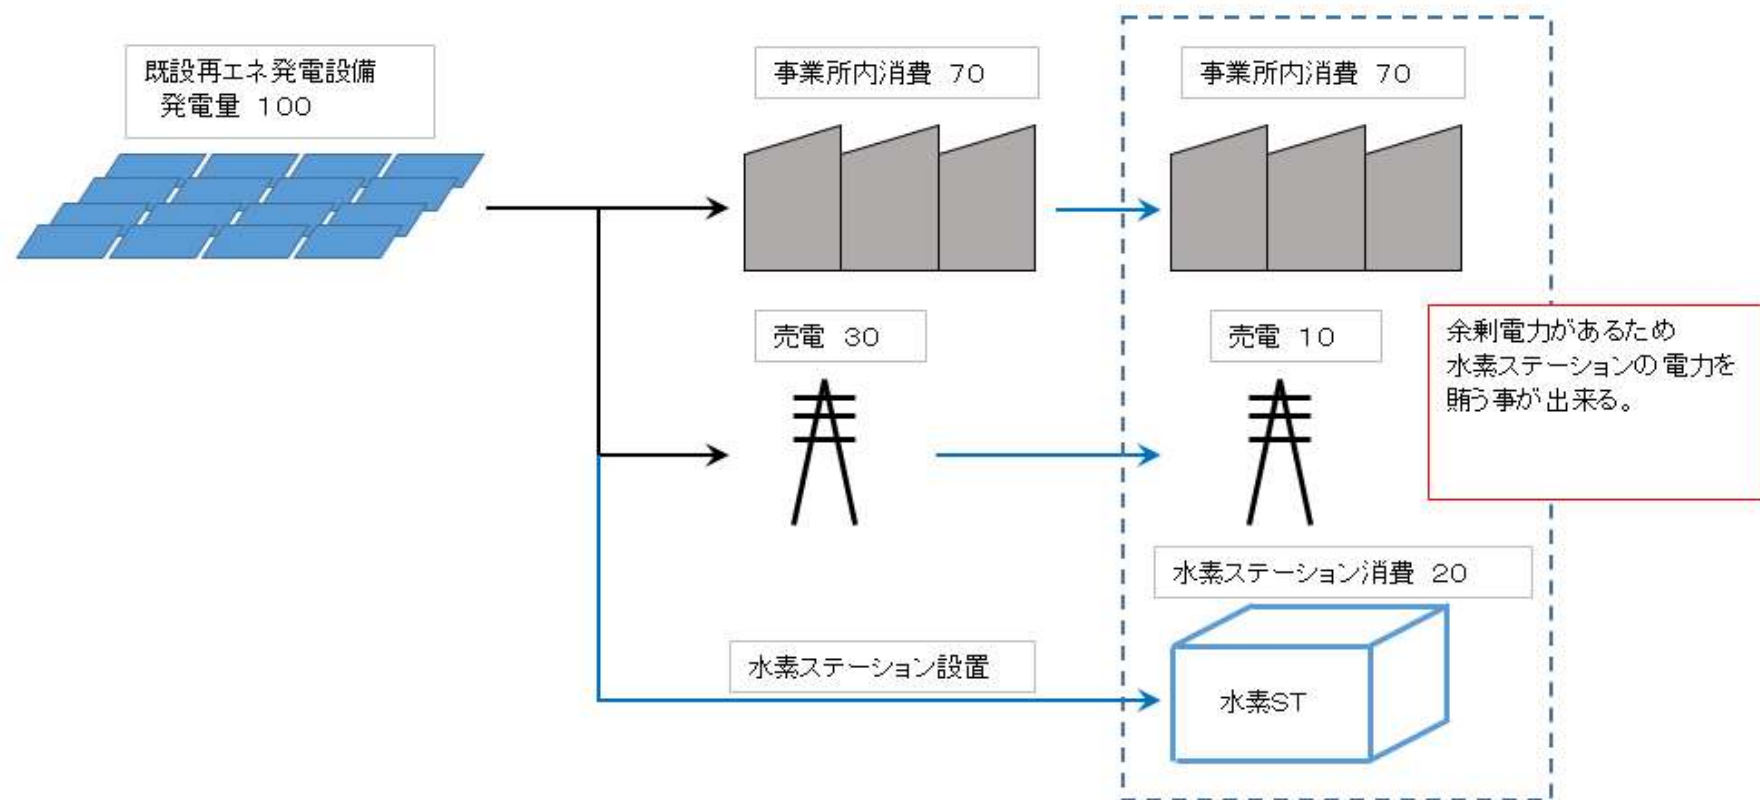 既設再エネ発電設備
発電量 100
事業所内消費 70
事業所内消費 70
売電 30
売電 10
余剰電力があるため
水素ステーションの電力を
賄う事が出来る。
水素ステーション消費 20
水素ステーション設置
水素ST